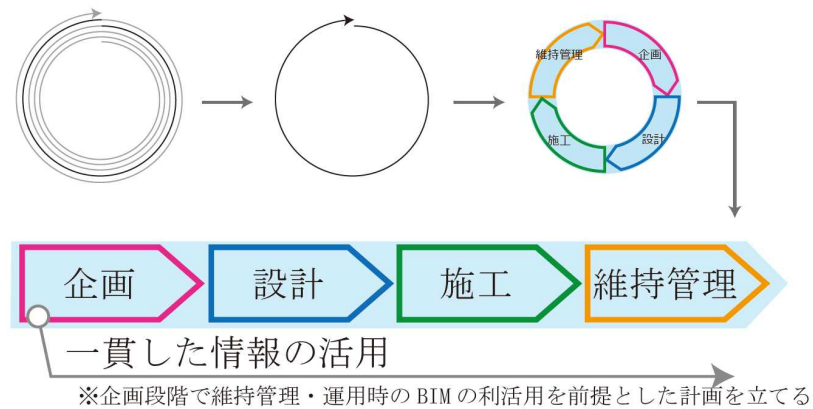 維持管理
企画
施工
設計
企画
設計
施工
維持管理
一貫した情報の活用
※企画段階で維持管理・運用時の BIM の利活用を前提とした計画を立てる